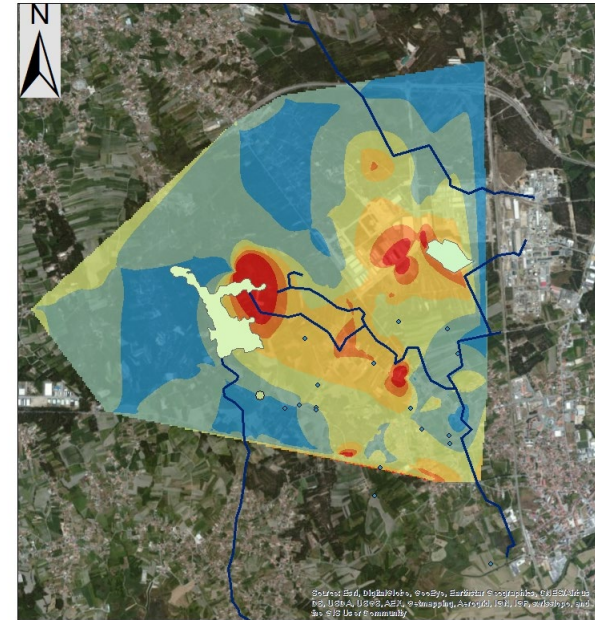 N
Source: Esri, DigitalGlobe, GeoEye, Earthstar Geographics, CNES/Airbus
DS, USDA, USGS, AEX, Getmapping, Aerogrid, IGN, IGP, swisstopo, and
the GIS User Community